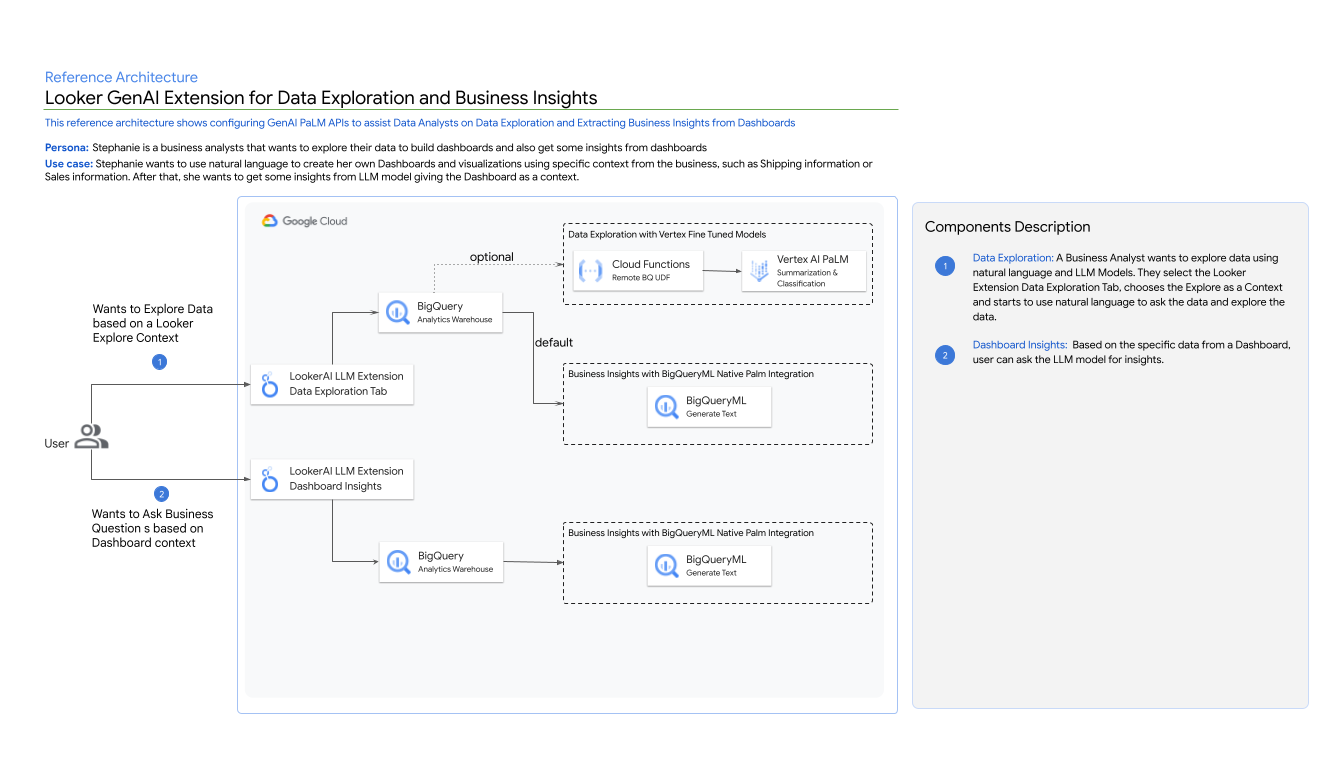 Reference Architecture
Looker GenAI Extension for Data Exploration and Business Insights
This reference architecture shows configuring GenAI PaLM APIs to assist Data Analysts on Data Exploration and Extracting Business Insights from Dashboards
Persona: Stephanie is a business analysts that wants to explore their data to build dashboards and also get some insights from dashboards
Use case: Stephanie wants to use natural language to create her own Dashboards and visualizations using specific context from the business, such as Shipping information or
Sales information. After that, she wants to get some insights from LLM model giving the Dashboard as a context.
Google Cloud
Data Exploration with Vertex Fine Tuned Models
optional
Cloud Functions
Remote BQ UDF
Vertex AI PaLM
Summarization &
Classification
BigQuery
Analytics Warehouse
default
Wants to Explore Data
based on a Looker
Explore Context
1
LookerAI LLM Extension
Data Exploration Tab
Business Insights with BigQueryML Native Palm Integration
BigQueryML
Generate Text
User
LookerAI LLM Extension
Dashboard Insights
2
Wants to Ask Business
Question s based on
Dashboard context
Business Insights with BigQueryML Native Palm Integration
BigQuery
Analytics Warehouse
BigQueryML
Generate Text
Components Description
1
Data Exploration: A Business Analyst wants to explore data using
natural language and LLM Models. They select the Looker
Extension Data Exploration Tab, chooses the Explore as a Context
and starts to use natural language to ask the data and explore the
data.
2
Dashboard Insights: Based on the specific data from a Dashboard,
user can ask the LLM model for insights.